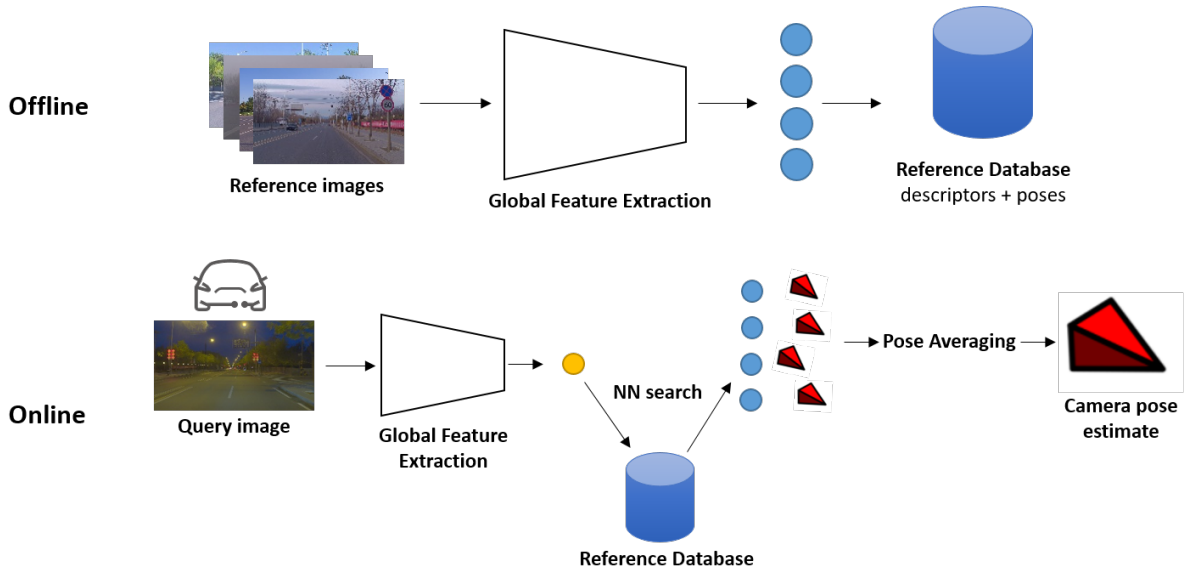 Offline
Reference images
Global Feature Extraction
Reference Database
descriptors + poses
Online
Query image
Global Feature
Extraction
NN search
Reference Database
Pose Averaging
Camera pose
estimate